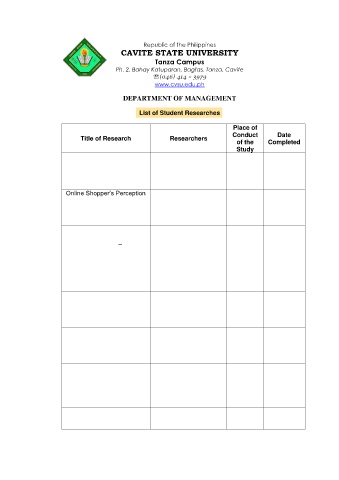 Republic of the Philippines
CAVITE STATE UNIVERSITY
Tanza Campus
Ph. 2, Bahay Katuparan, Bagtas, Tanza, Cavite
☏(046) 414 – 3979
www.cvsu.edu.ph
DEPARTMENT OF MANAGEMENT
List of Student Researches
Title of Research
Researchers
Place of
Conduct
of the
Study
Date
Completed
Online Shopper’s Perception
–